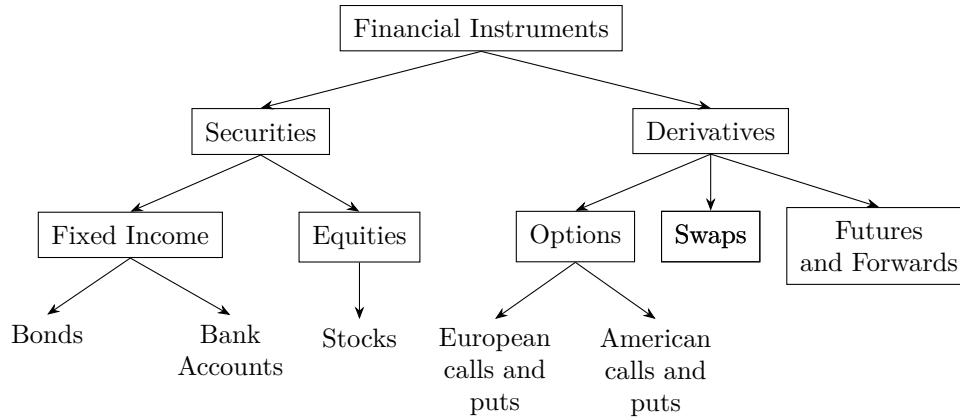 Financial Instruments
Securities
Derivatives
Fixed Income
Equities
Options
Swaps
Futures
and Forwards
Bonds
Bank
Accounts
Stocks
European
calls and
puts
American
calls and
puts